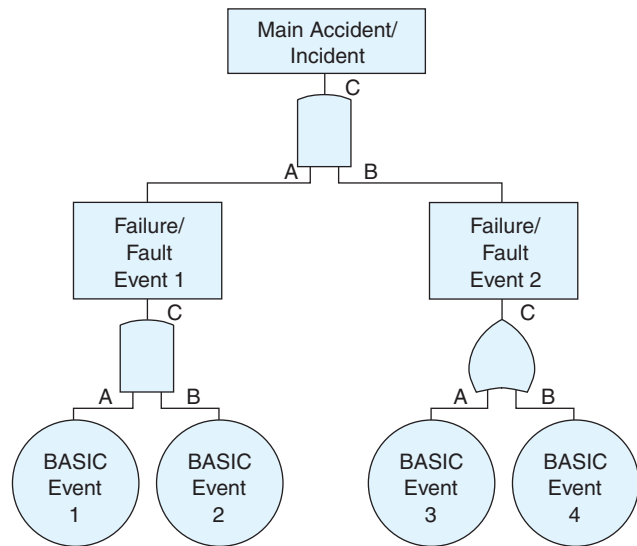 Main Accident/
Incident
C
A
B
Failure/
Fault
Event 1
Failure/
Fault
Event 2
C
C
A
B
A
B
BASIC
Event
1
BASIC
Event
2
BASIC
Event
3
BASIC
Event
4